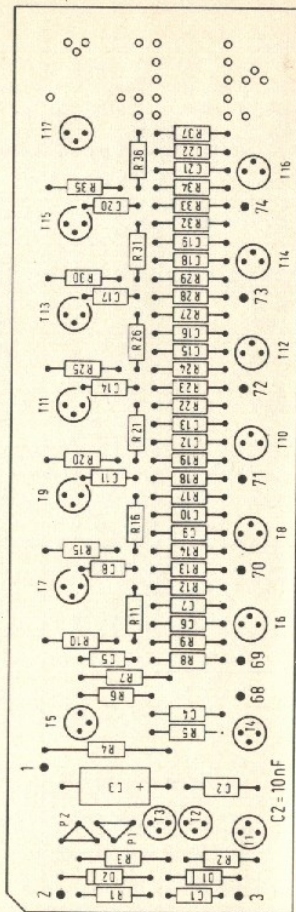 T17
R37
C22
C21
R34
R36
R35
C20
T16
R33
74
T15
R32
C19
C18
R31
R30
C17
T14
R29
R28
73
T13
R27
C16
C15
R26
R25
C14
T12
R24
R23
72
T11
R22
C13
C12
R21
R20
C11
T10
R19
R18
71
T9
R17
C10
C9
R16
R15
C8
T8
R14
R13
70
T7
R12
C7
C6
R11
R10
T6
R9
R8
69
C5
R7
R6
68
T5
C4
R5
T4
R4
1
C3
+
C2
C2=10nF
P2
P1
T3
T2
T1
R3
R2
D2
D1
R1
C1
2
3